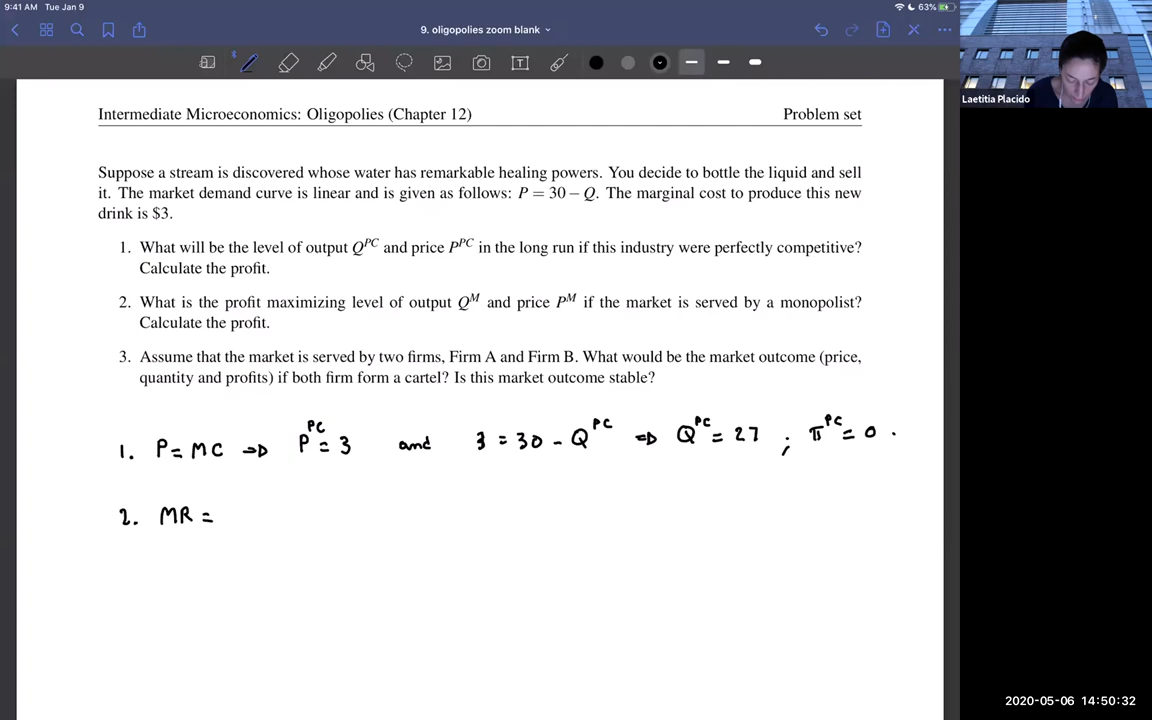 9:41 AM Tue Jan 9
63%
9. oligopolies zoom blank
Laetitia Placido
Intermediate Microeconomics: Oligopolies (Chapter 12) Problem set
Suppose a stream is discovered whose water has remarkable healing powers. You decide to bottle the liquid and sell
it. The market demand curve is linear and is given as follows: P = 30 − Q. The marginal cost to produce this new
drink is $3.
1. What will be the level of output Q^PC and price P^PC in the long run if this industry were perfectly competitive?
Calculate the profit.
2. What is the profit maximizing level of output Q^M and price P^M if the market is served by a monopolist?
Calculate the profit.
3. Assume that the market is served by two firms, Firm A and Firm B. What would be the market outcome (price,
quantity and profits) if both firm form a cartel? Is this market outcome stable?
1. P = MC ⇒ P^PC = 3 and 3 = 30 - Q^PC ⇒ Q^PC = 27 ; π^PC = 0 .
2. MR =
2020-05-06 14:50:32